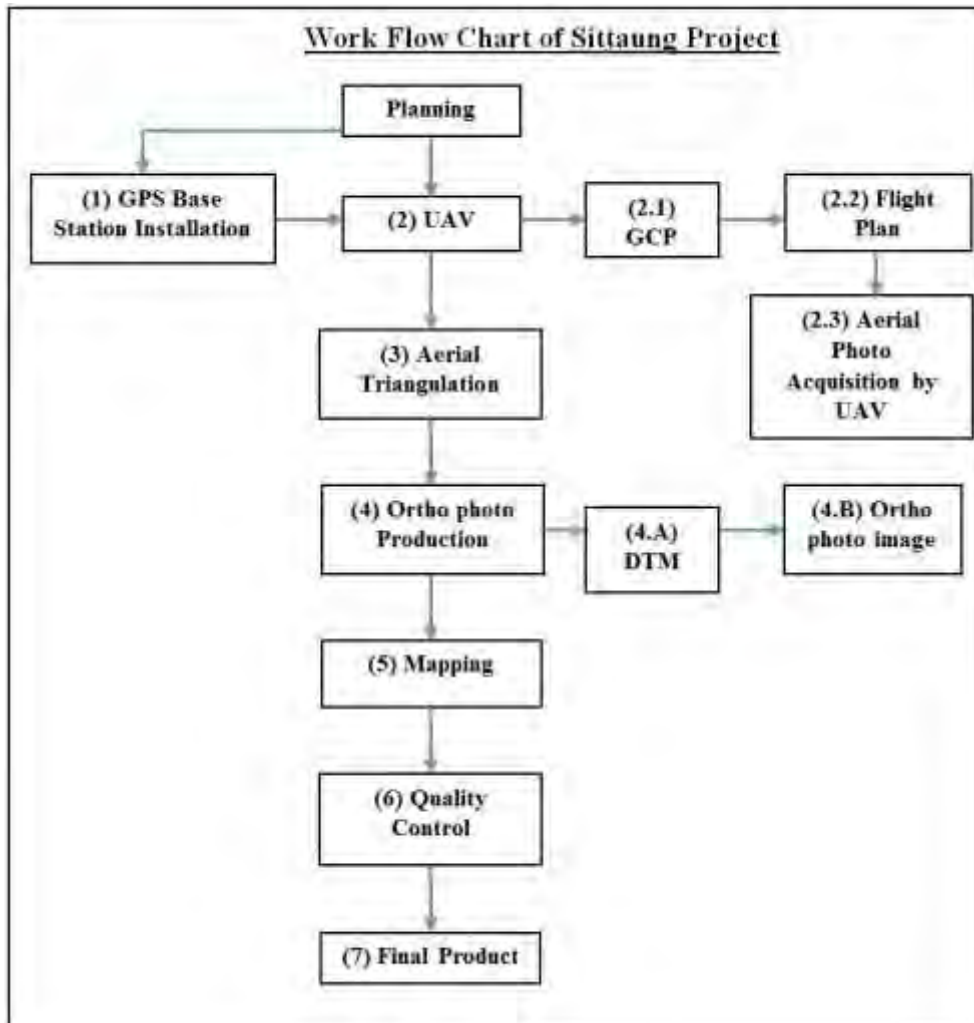 Work Flow Chart of Sittaung Project
Planning
(1) GPS Base
Station Installation
(2) UAV
(2.1)
GCP
(2.2) Flight
Plan
(2.3) Aerial
Photo
Acquisition by
UAV
(3) Aerial
Triangulation
(4) Ortho photo
Production
(4.A)
DTM
(4.B) Ortho
photo image
(5) Mapping
(6) Quality
Control
(7) Final Product